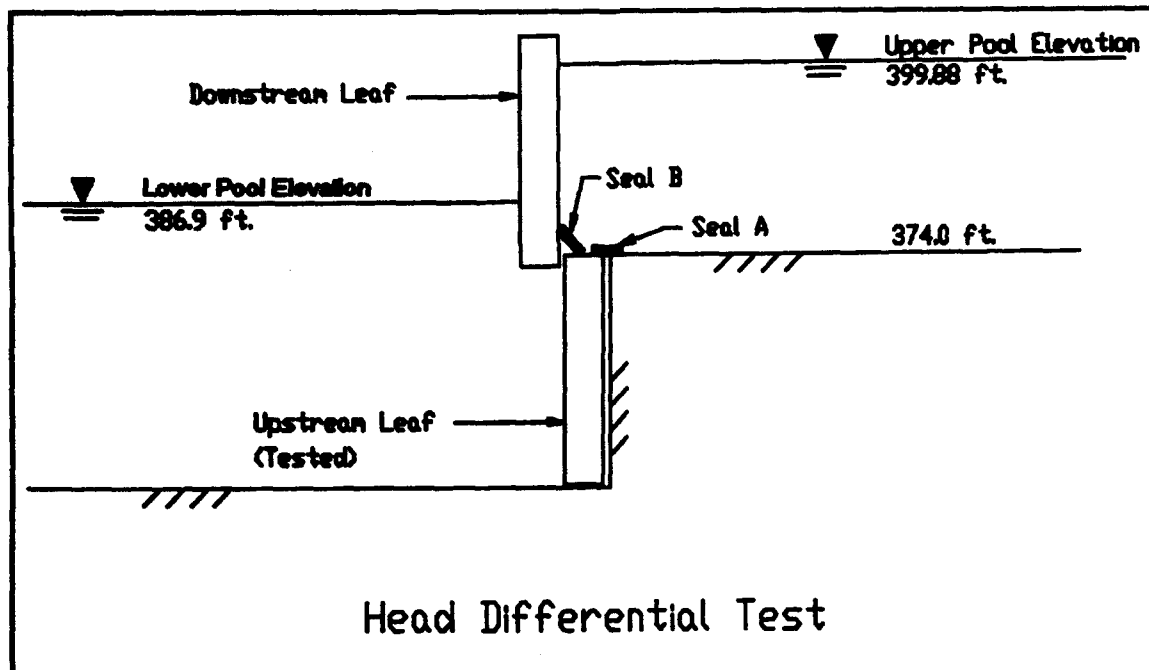 Upper Pool Elevation
399.88 ft.
Downstream Leaf
Seal B
Lower Pool Elevation
386.9 ft.
Seal A
374.0 ft.
Upstream Leaf
(Tested)
Head Differential Test